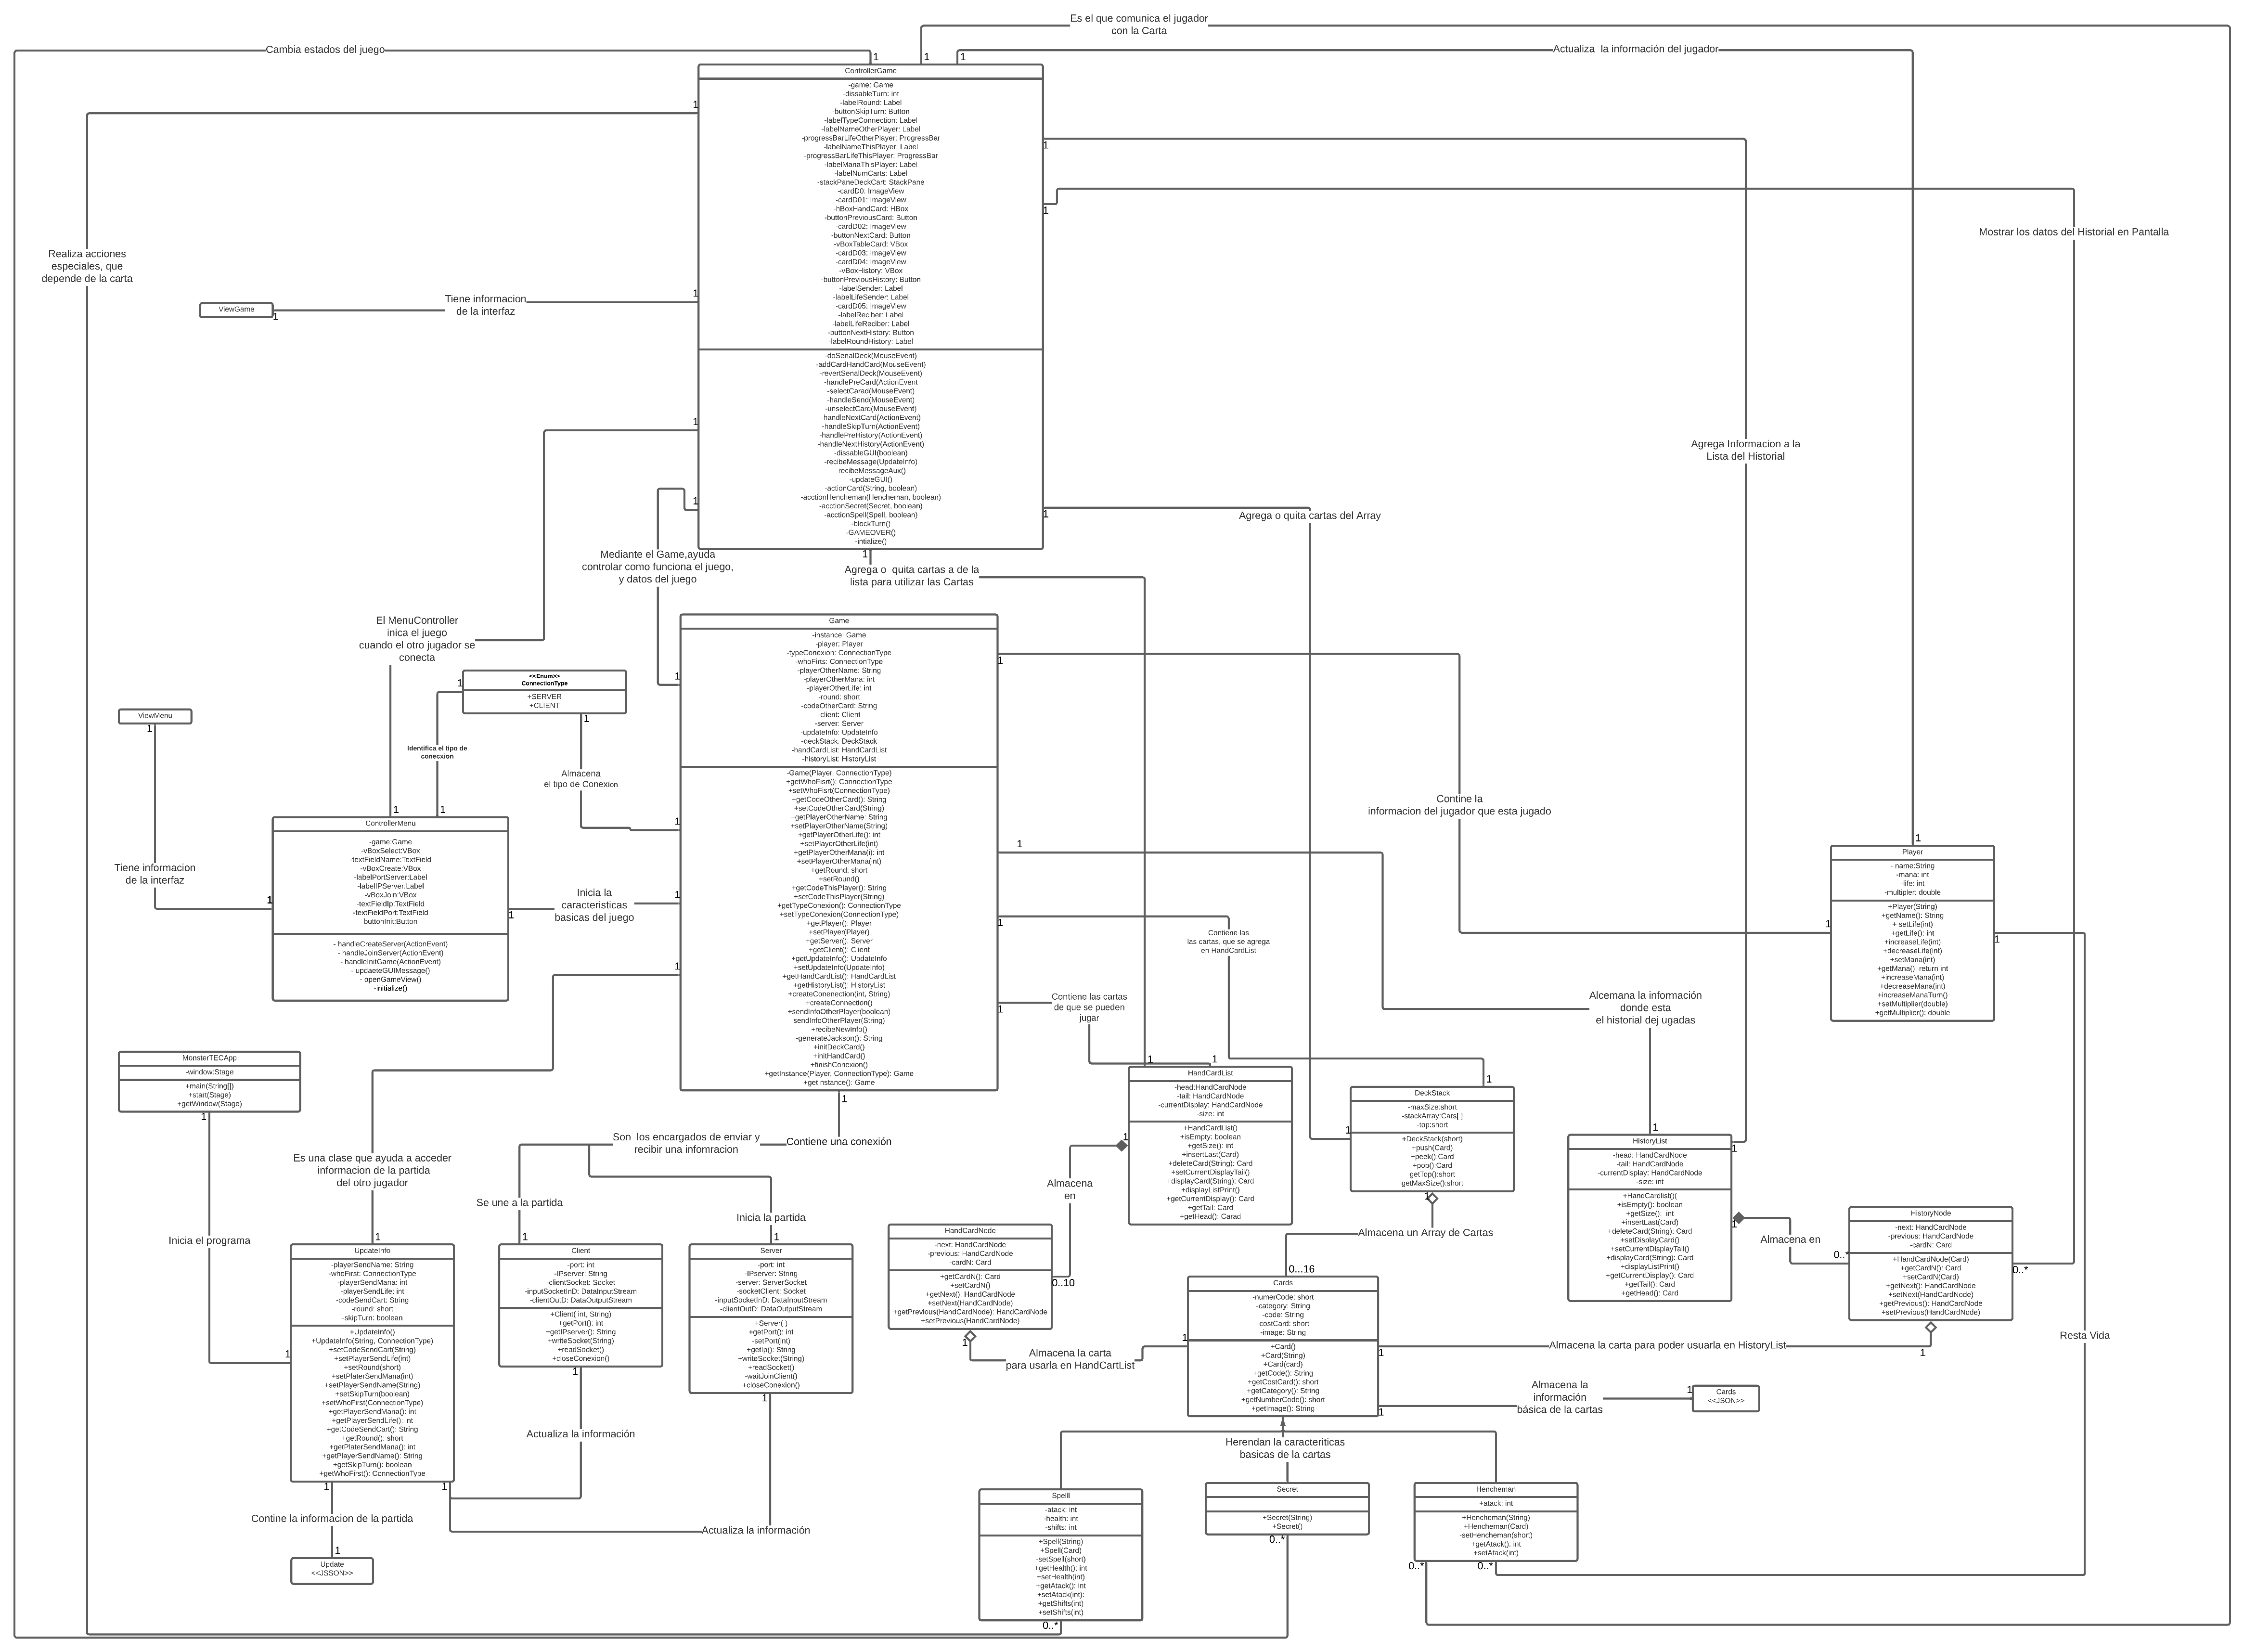 Es el que comunica el jugador
con la Carta
Cambia estados del juego
Actualiza  la información del jugador
1
1
1
ControllerGame
-game: Game
-dissableTurn: int
-labelRound: Label
-buttonSkipTurn: Button
-labelTypeConnection: Label
-labelNameOtherPlayer: Label
-progressBarLifeOtherPlayer: ProgressBar
-labelNameThisPlayer: Label
-progressBarLifeThisPlayer: ProgressBar
-labelManaThisPlayer: Label
-labelNumCarts: Label
-stackPaneDeckCart: StackPane
-cardD0: ImageView
-cardD01: ImageView
-hBoxHandCard: HBox
-buttonPreviousCard: Button
-cardD02: ImageView
-buttonNextCard: Button
-vBoxTableCard: VBox
-cardD03: ImageView
-cardD04: ImageView
-vBoxHistory: VBox
-buttonPreviousHistory: Button
-labelSender: Label
-labelLifeSender: Label
-cardD05: ImageView
-labelReciber: Label
-labelLifeReciber: Label
-buttonNextHistory: Button
-labelRoundHistory: Label
-doSenalDeck(MouseEvent)
-addCardHandCard(MouseEvent)
-revertSenalDeck(MouseEvent)
-handlePreCard(ActionEvent
-selectCarad(MouseEvent)
-handleSend(MouseEvent)
-unselectCard(MouseEvent)
-handleNextCard(ActionEvent)
-handleSkipTurn(ActionEvent)
-handlePreHistory(ActionEvent)
-handleNextHistory(ActionEvent)
-dissableGUI(boolean)
-recibeMessage(UpdateInfo)
-recibeMessageAux()
-updateGUI()
-actionCard(String, boolean)
-acctionHencheman(Hencheman, boolean)
-acctionSecret(Secret, boolean)
-acctionSpell(Spell, boolean)
-blockTurn()
-GAMEOVER()
-intialize()
1
1
1
1
1
1
1
1
Mostrar los datos del Historial en Pantalla
Realiza acciones
especiales, que
depende de la carta
ViewGame
1
Tiene informacion
de la interfaz
Agrega Informacion a la
Lista del Historial
Agrega o quita cartas del Array
Mediante el Game,ayuda
controlar como funciona el juego,
y datos del juego
Agrega o  quita cartas a de la
lista para utilizar las Cartas
El MenuController
inica el juego
cuando el otro jugador se
conecta
Game
-instance: Game
-player: Player
-typeConexion: ConnectionType
-whoFirts: ConnectionType
-playerOtherName: String
-playerOtherMana: int
-playerOtherLife: int
-round: short
-codeOtherCard: String
-client: Client
-server: Server
-updateInfo: UpdateInfo
-deckStack: DeckStack
-handCardList: HandCardList
-historyList: HistoryList
-Game(Player, ConnectionType)
+getWhoFisrt(): ConnectionType
+setWhoFisrt(ConnectionType)
+getCodeOtherCard(): String
+setCodeOtherCard(String)
+getPlayerOtherName: String
+setPlayerOtherName(String)
+getPlayerOtherLife(): int
+setPlayerOtherLife(int)
+getPlayerOtherMana(i): int
+setPlayerOtherMana(int)
+getRound: short
+setRound()
+getCodeThisPlayer(): String
+setCodeThisPlayer(String)
+getTypeConexion(): ConnectionType
+setTypeConexion(ConnectionType)
+getPlayer(): Player
+setPlayer(Player)
+getServer(): Server
+getClient(): Client
+getUpdateInfo(): UpdateInfo
+setUpdateInfo(UpdateInfo)
+getHandCardList(): HandCardList
+getHistoryList(): HistoryList
+createConenection(int, String)
+createConnection()
+sendInfoOtherPlayer(boolean)
sendInfoOtherPlayer(String)
+recibeNewInfo()
-generateJackson(): String
+initDeckCard()
+initHandCard()
+finishConexion()
+getInstance(Player, ConnectionType): Game
+getInstance(): Game
1
1
1
1
1
1
1
1
1
<<Enum>>
ConnectionType
+SERVER
+CLIENT
1
1
ViewMenu
1
Identifica el tipo de
conecxion
Almacena
el tipo de Conexion
Contine la
informacion del jugador que esta jugado
1
1
ControllerMenu
-game:Game
-vBoxSelect:VBox
-textFieldName:TextField
-vBoxCreate:VBox
-labelPortServer:Label
-labelIPServer:Label
-vBoxJoin:VBox
-textFieldIp:TextField
-textFieldPort:TextField
buttonInit:Button
- handleCreateServer(ActionEvent)
- handleJoinServer(ActionEvent)
- handleInitGame(ActionEvent)
- updaeteGUIMessage()
- openGameView()
-initialize()
Tiene informacion
de la interfaz
1
1
Inicia la
caracteristicas
basicas del juego
1
Player
- name:String
-mana: int
-life: int
-multipler: double
+Player(String)
+getName(): String
+ setLife(int)
+getLife(): int
+increaseLife(int)
+decreaseLife(int)
+setMana(int)
+getMana(): return int
+increaseMana(int)
+decreaseMana(int)
+increaseManaTurn()
+setMultiplier(double)
+getMultiplier(): double
1
1
Contiene las
las cartas, que se agrega
en HandCardList
Contiene las cartas
de que se pueden
jugar
Alcemana la información
donde esta
el historial dej ugadas
MonsterTECApp
-window:Stage
+main(String[])
+start(Stage)
+getWindow(Stage)
1
1
1
HandCardList
-head:HandCardNode
-tail: HandCardNode
-currentDisplay: HandCardNode
-size: int
+HandCardList()
+isEmpty: boolean
+getSize(): int
+insertLast(Card)
+deleteCard(String): Card
+setCurrentDisplayTail()
+displayCard(String): Card
+displayListPrint()
+getCurrentDisplay(): Card
+getTail: Card
+getHead(): Carad
1
1
DeckStack
-maxSize:short
-stackArray:Cars[ ]
-top:short
+DeckStack(short)
+push(Card)
+peek():Card
+pop():Card
getTop():short
getMaxSize():short
1
1
1
HistoryList
-head: HandCardNode
-tail: HandCardNode
-currentDisplay: HandCardNode
-size: int
+HandCardlist()(
+isEmpty(): boolean
+getSize():  int
+insertLast(Card)
+deleteCard(String): Card
+setDisplayCard()
+setCurrentDisplayTail()
+displayCard(String): Card
+displayListPrint()
+getCurrentDisplay(): Card
+getTail(): Card
+getHead(): Card
1
1
Son  los encargados de enviar y
recibir una infomracion
Contiene una conexión
Es una clase que ayuda a acceder
informacion de la partida
del otro jugador
Almacena
en
Se une a la partida
Inicia la partida
Inicia el programa
Almacena un Array de Cartas
Almacena en
HandCardNode
-next: HandCardNode
-previous: HandCardNode
-cardN: Card
+getCardN(): Card
+setCardN()
+getNext(): HandCardNode
+setNext(HandCardNode)
+getPrevious(HandCardNode): HandCardNode
+setPrevious(HandCardNode)
0..10
1
HistoryNode
-next: HandCardNode
-previous: HandCardNode
-cardN: Card
+HandCardNode(Card)
+getCardN(): Card
+setCardN(Card)
+getNext(): HandCardNode
+setNext(HandCardNode)
+getPrevious(): HandCardNode
+setPrevious(HandCardNode)
0..*
0..*
1
1
UpdateInfo
-playerSendName: String
-whoFirst: ConnectionType
-playerSendMana: int
-playerSendLife: int
-codeSendCart: String
-round: short
-skipTurn: boolean
+UpdateInfo()
+UpdateInfo(String, ConnectionType)
+setCodeSendCart(String)
+setPlayerSendLife(int)
+setRound(short)
+setPlaterSendMana(int)
+setPlayerSendName(String)
+setSkipTurn(boolean)
+setWhoFirst(ConnectionType)
+getPlayerSendMana(): int
+getPlayerSendLife(): int
+getCodeSendCart(): String
+getRound(): short
+getPlaterSendMana(): int
+getPlayerSendName(): String
+getSkipTurn(): boolean
+getWhoFirst(): ConnectionType
1
1
1
1
Client
-port: int
-IPserver: String
-clientSocket: Socket
-inputSocketInD: DataInputStream
-clientOutD: DataOutputStream
+Client( int, String)
+getPort(): int
+getIPserver(): String
+writeSocket(String)
+readSocket()
+closeConexion()
1
1
Server
-port: int
-IPserver: String
-server: ServerSocket
-socketClient: Socket
-inputSocketInD: DataInputStream
-clientOutD: DataOutputStream
+Server( )
+getPort(): int
-setPort(int)
+getIp(): String
+writeSocket(String)
+readSocket()
-waitJoinClient()
+closeConexion()
1
0...16
Cards
-numerCode: short
-category: String
-code: String
-costCard: short
-image: String
+Card()
+Card(String)
+Card(card)
+getCode(): String
+getCostCard(): short
+getCategory(): String
+getNumberCode(): short
+getImage(): String
1
1
1
Almacena la carta
para usarla en HandCartList
Almacena la carta para poder usuarla en HistoryList
Resta Vida
Almacena la
información
básica de la cartas
1
Cards
<<JSON>>
Actualiza la información
Herendan la caracteriticas
basicas de la cartas
Contine la informacion de la partida
Actualiza la información
1
Update
<<JSSON>>
Spelll
-atack: int
-health: int
-shifts: int
+Spell(String)
+Spell(Card)
-setSpell(short)
+getHealth(): int
+setHealth(int)
+getAtack(): int
+setAtack(int);
+getShifts(int)
+setShifts(int)
0..*
Secret
+Secret(String)
+Secret()
0..*
Hencheman
+atack: int
+Hencheman(String)
+Hencheman(Card)
-setHencheman(short)
+getAtack(): int
+setAtack(int)
0..*
0..*